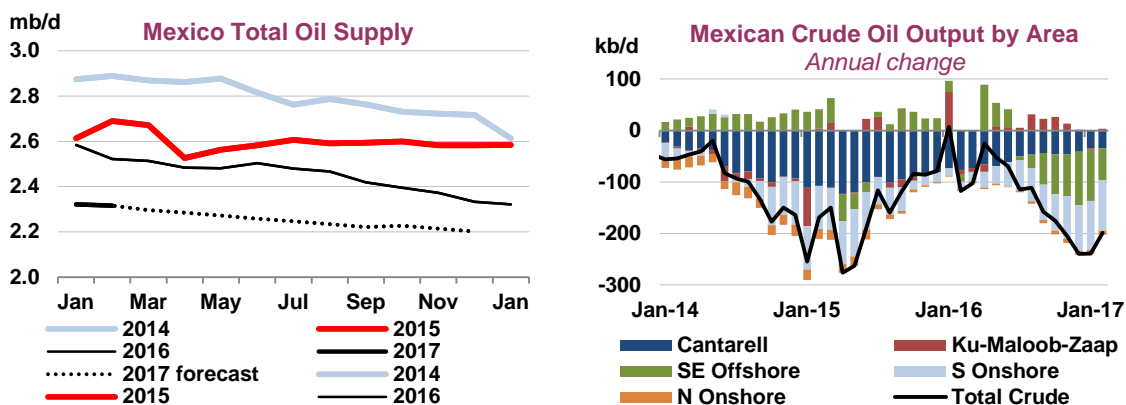 mb/d
Mexico Total Oil Supply
3.0
2.8
2.6
2.4
2.2
2.0
Jan Mar May Jul Sep Nov Jan
2014 2015
2016 2017
2017 forecast 2014
2015 2016
kb/d
Mexican Crude Oil Output by Area
Annual change
100
0
-100
-200
-300
Jan-14 Jan-15 Jan-16 Jan-17
Cantarell Ku-Maloob-Zaap
SE Offshore S Onshore
N Onshore Total Crude